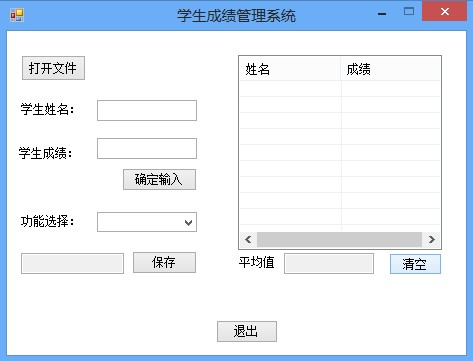 学生成绩管理系统
打开文件
学生姓名：
学生成绩：
确定输入
功能选择：
保存
姓名 成绩
平均值
清空
退出